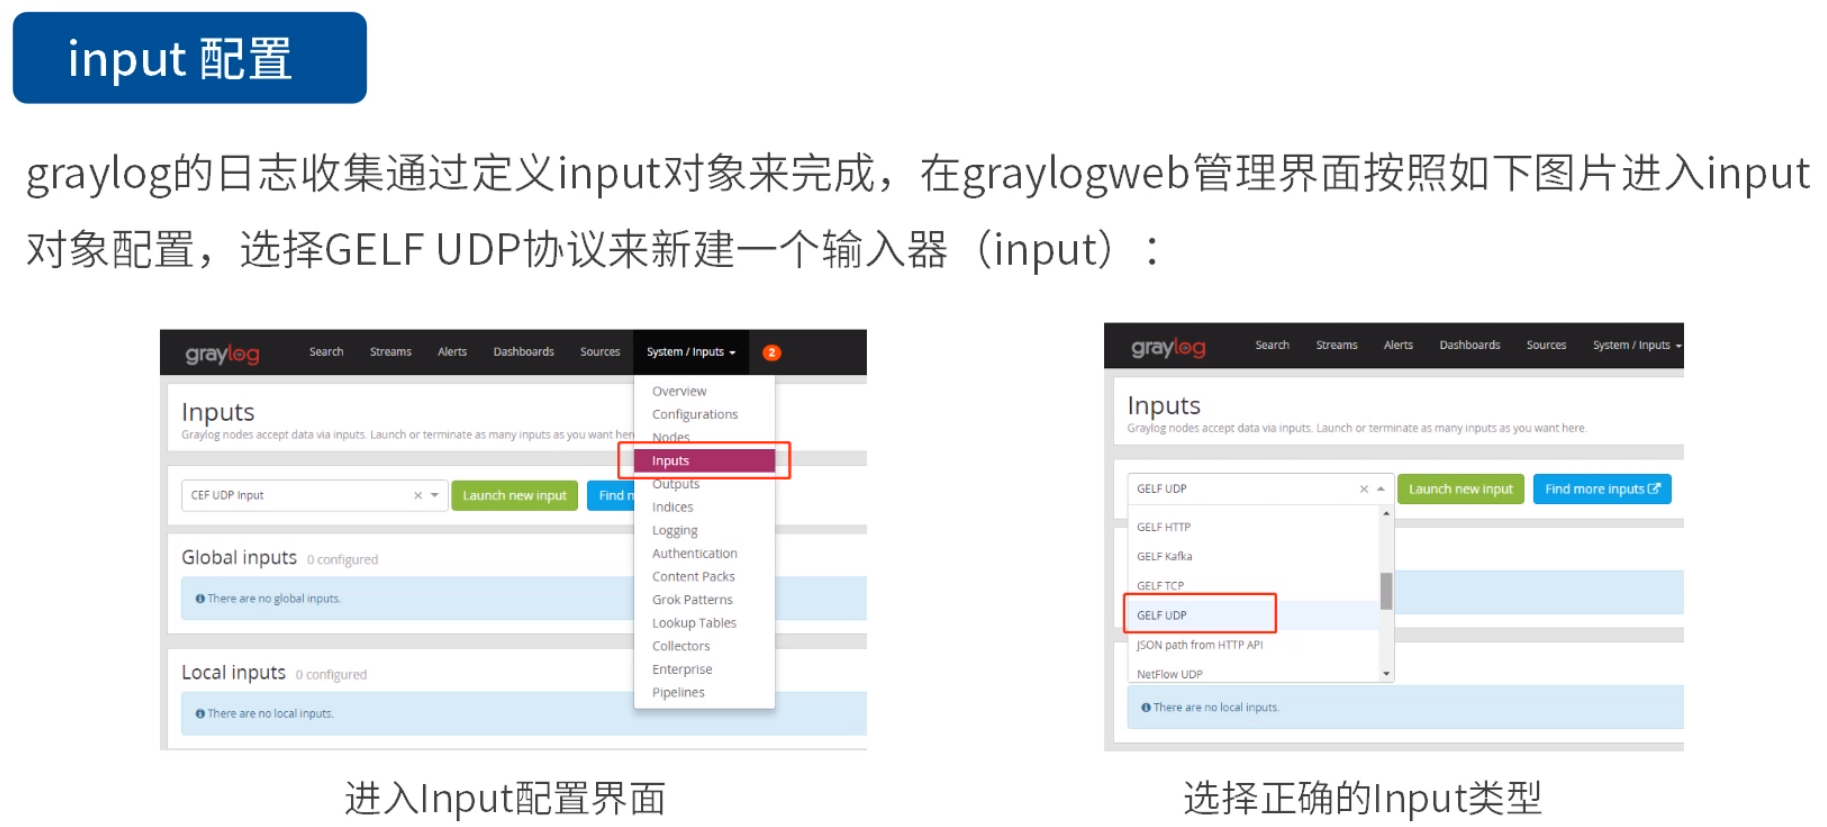 input 配置
graylog的日志收集通过定义input对象来完成，在graylogweb管理界面按照如下图片进入input
对象配置，选择GELF UDP协议来新建一个输入器（input）：
graylog Search Streams Alerts Dashboards Sources System / Inputs 2
Overview
Configurations
Nodes
Inputs
Outputs
Indices
Logging
Authentication
Content Packs
Grok Patterns
Lookup Tables
Collectors
Enterprise
Pipelines
Inputs
Graylog nodes accept data via inputs. Launch or terminate as many inputs as you want here
CEF UDP Input × Launch new input Find
Global inputs 0 configured
There are no global inputs.
Local inputs 0 configured
There are no local inputs.
进入Input配置界面
graylog Search Streams Alerts Dashboards Sources System / Inputs
Inputs
Graylog nodes accept data via inputs. Launch or terminate as many inputs as you want here.
GELF UDP × Launch new input Find more inputs
GELF HTTP
GELF Kafka
GELF TCP
GELF UDP
JSON path from HTTP API
NetFlow UDP
There are no local inputs.
选择正确的Input类型